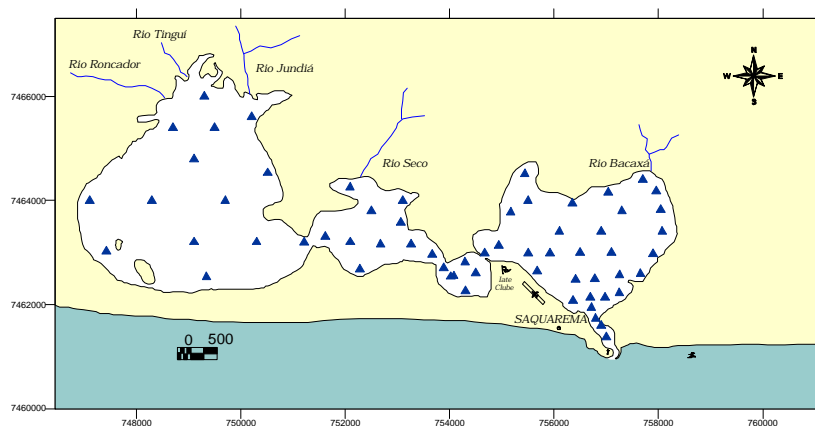 Rio Tinguí
Rio Roncador
Rio Jundiá
N
W E
S
7466000
Rio Seco
Rio Bacaxá
7464000
Iate
Clube
7462000
SAQUAREMA
0 500
7460000
748000 750000 752000 754000 756000 758000 760000